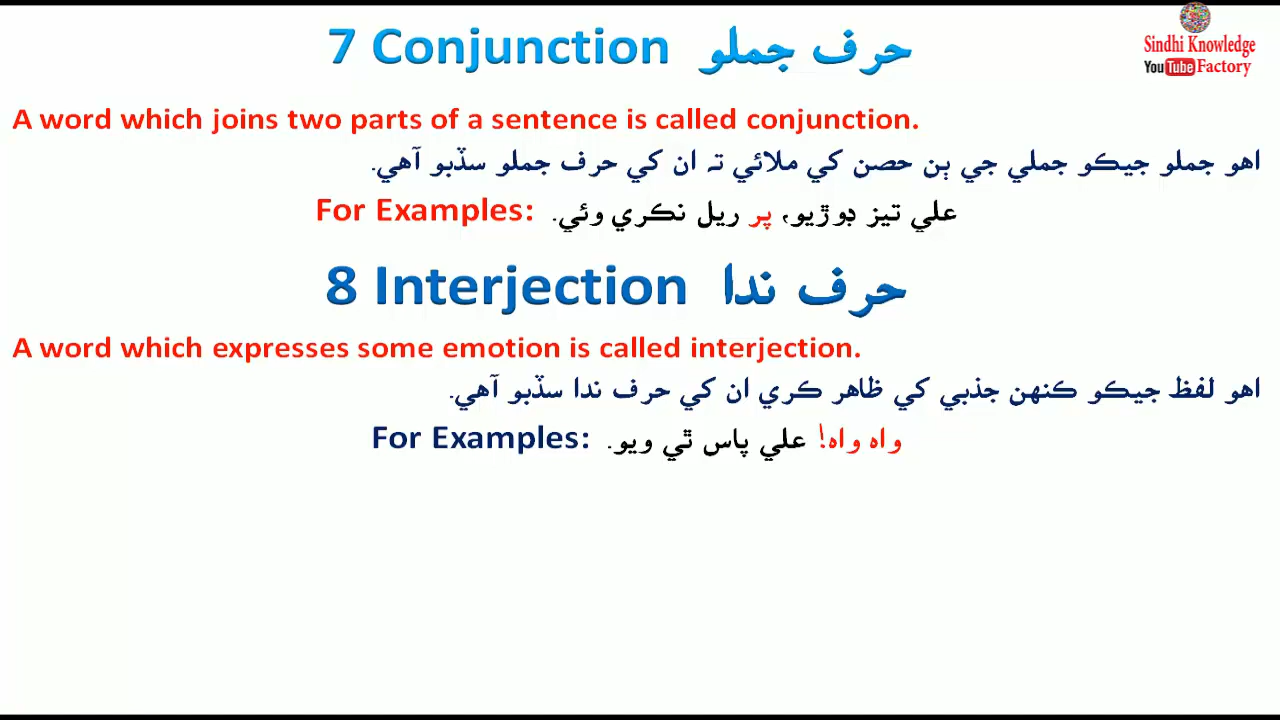 7 Conjunction حرف جملو
Sindhi Knowledge
YouTube Factory
A word which joins two parts of a sentence is called conjunction.
اهو جملو جيڪو جملي جي ٻن حصن کي ملائي ته ان کي حرف جملو سڏبو آهي.
For Examples: علي تيز ڊوڙيو، پر ريل نڪري وئي.
8 Interjection حرف ندا
A word which expresses some emotion is called interjection.
اهو لفظ جيڪو ڪنهن جذبي کي ظاهر ڪري ان کي حرف ندا سڏبو آهي.
For Examples: واه واه! علي پاس ٿي ويو.